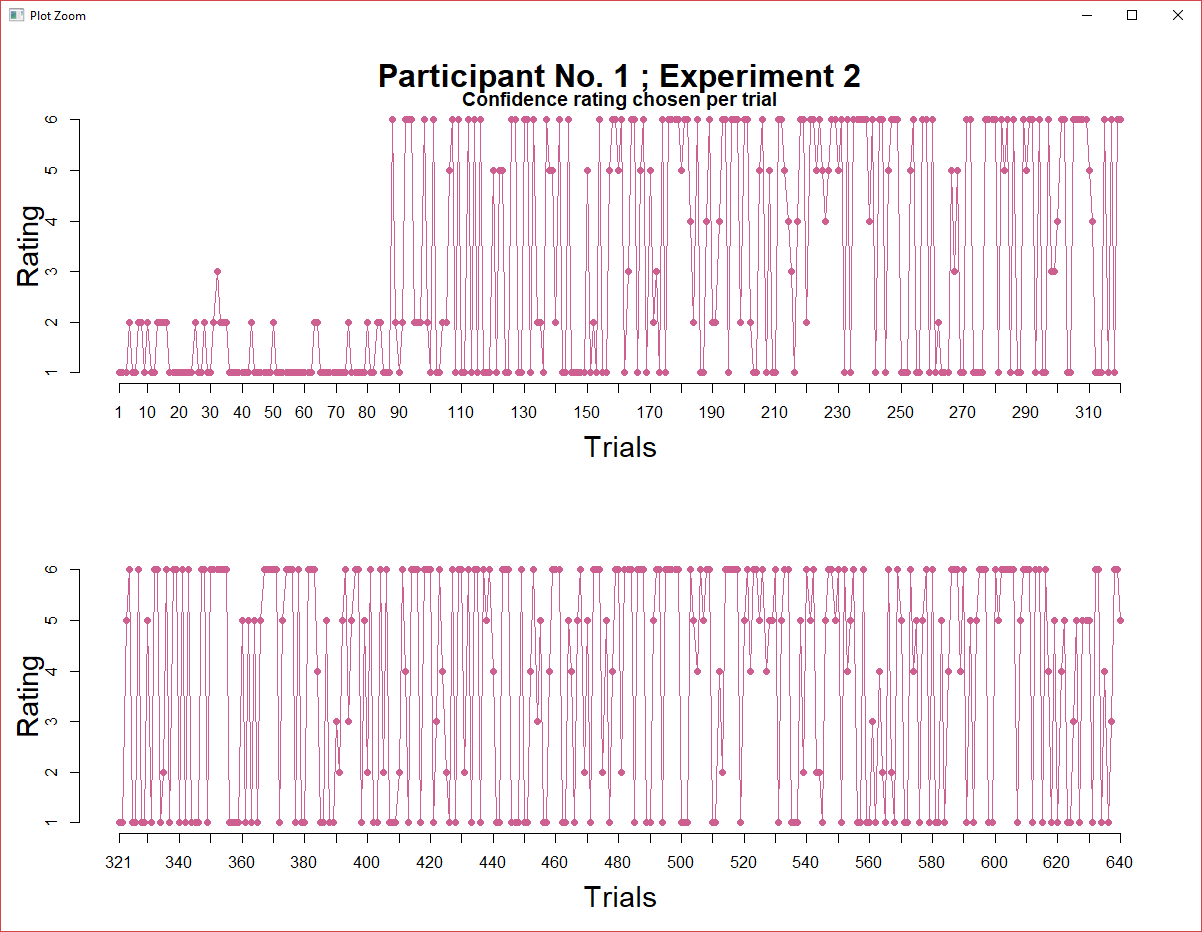 Plot Zoom
Participant No. 1 ; Experiment 2
Confidence rating chosen per trial
Rating
6
5
4
3
2
1
1 10 20 30 40 50 60 70 80 90 110 130 150 170 190 210 230 250 270 290 310
Trials
Rating
6
5
4
3
2
1
321 340 360 380 400 420 440 460 480 500 520 540 560 580 600 620 640
Trials